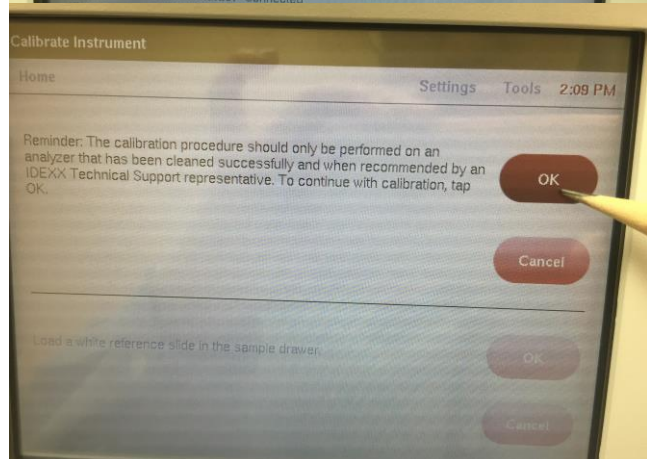 Calibrate Instrument
Home
Settings Tools 2:09 PM
Reminder: The calibration procedure should only be performed on an
analyzer that has been cleaned successfully and when recommended by an
IDEXX Technical Support representative. To continue with calibration, tap
OK.
OK
Cancel
Load a white reference slide in the sample drawer.
OK
Cancel